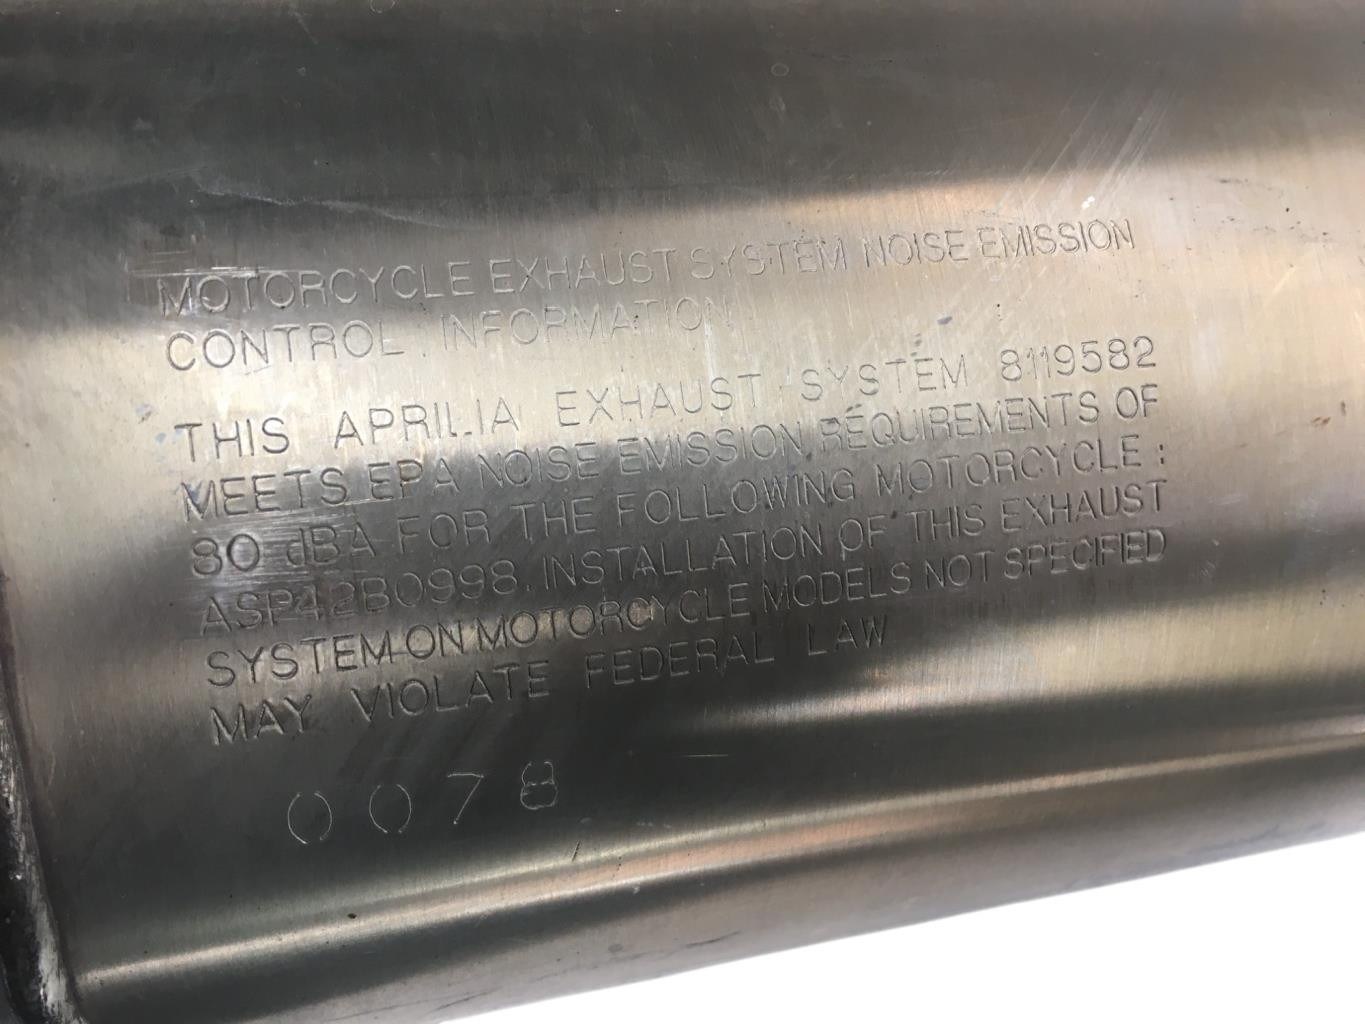 MOTORCYCLE EXHAUST SYSTEM NOISE EMISSION
CONTROL INFORMATION
THIS APRILIA EXHAUST SYSTEM 8119582
MEETS EPA NOISE EMISSION REQUIREMENTS OF
80 dBA FOR THE FOLLOWING MOTORCYCLE :
ASP42B0998. INSTALLATION OF THIS EXHAUST
SYSTEM ON MOTORCYCLE MODELS NOT SPECIFIED
MAY VIOLATE FEDERAL LAW
0078